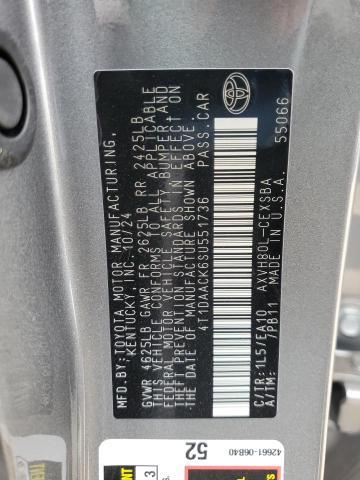 MFD. BY: TOYOTA MOTOR MANUFACTURING,
KENTUCKY, INC. 10/24
GVWR 4625LB GAWR FR 2625LB RR 2425LB
THIS VEHICLE CONFORMS TO ALL APPLICABLE
FEDERAL MOTOR VEHICLE SAFETY, BUMPER, AND
THEFT PREVENTION STANDARDS IN EFFECT ON
THE DATE OF MANUFACTURE SHOWN ABOVE.
4T1DAACK6SU551736 PASS. CAR
C/TR: 1L5/EA10 AXVH80L-CEXSBA
A/TM: /PB11 MADE IN U.S.A.
55066
52
42661-06B40